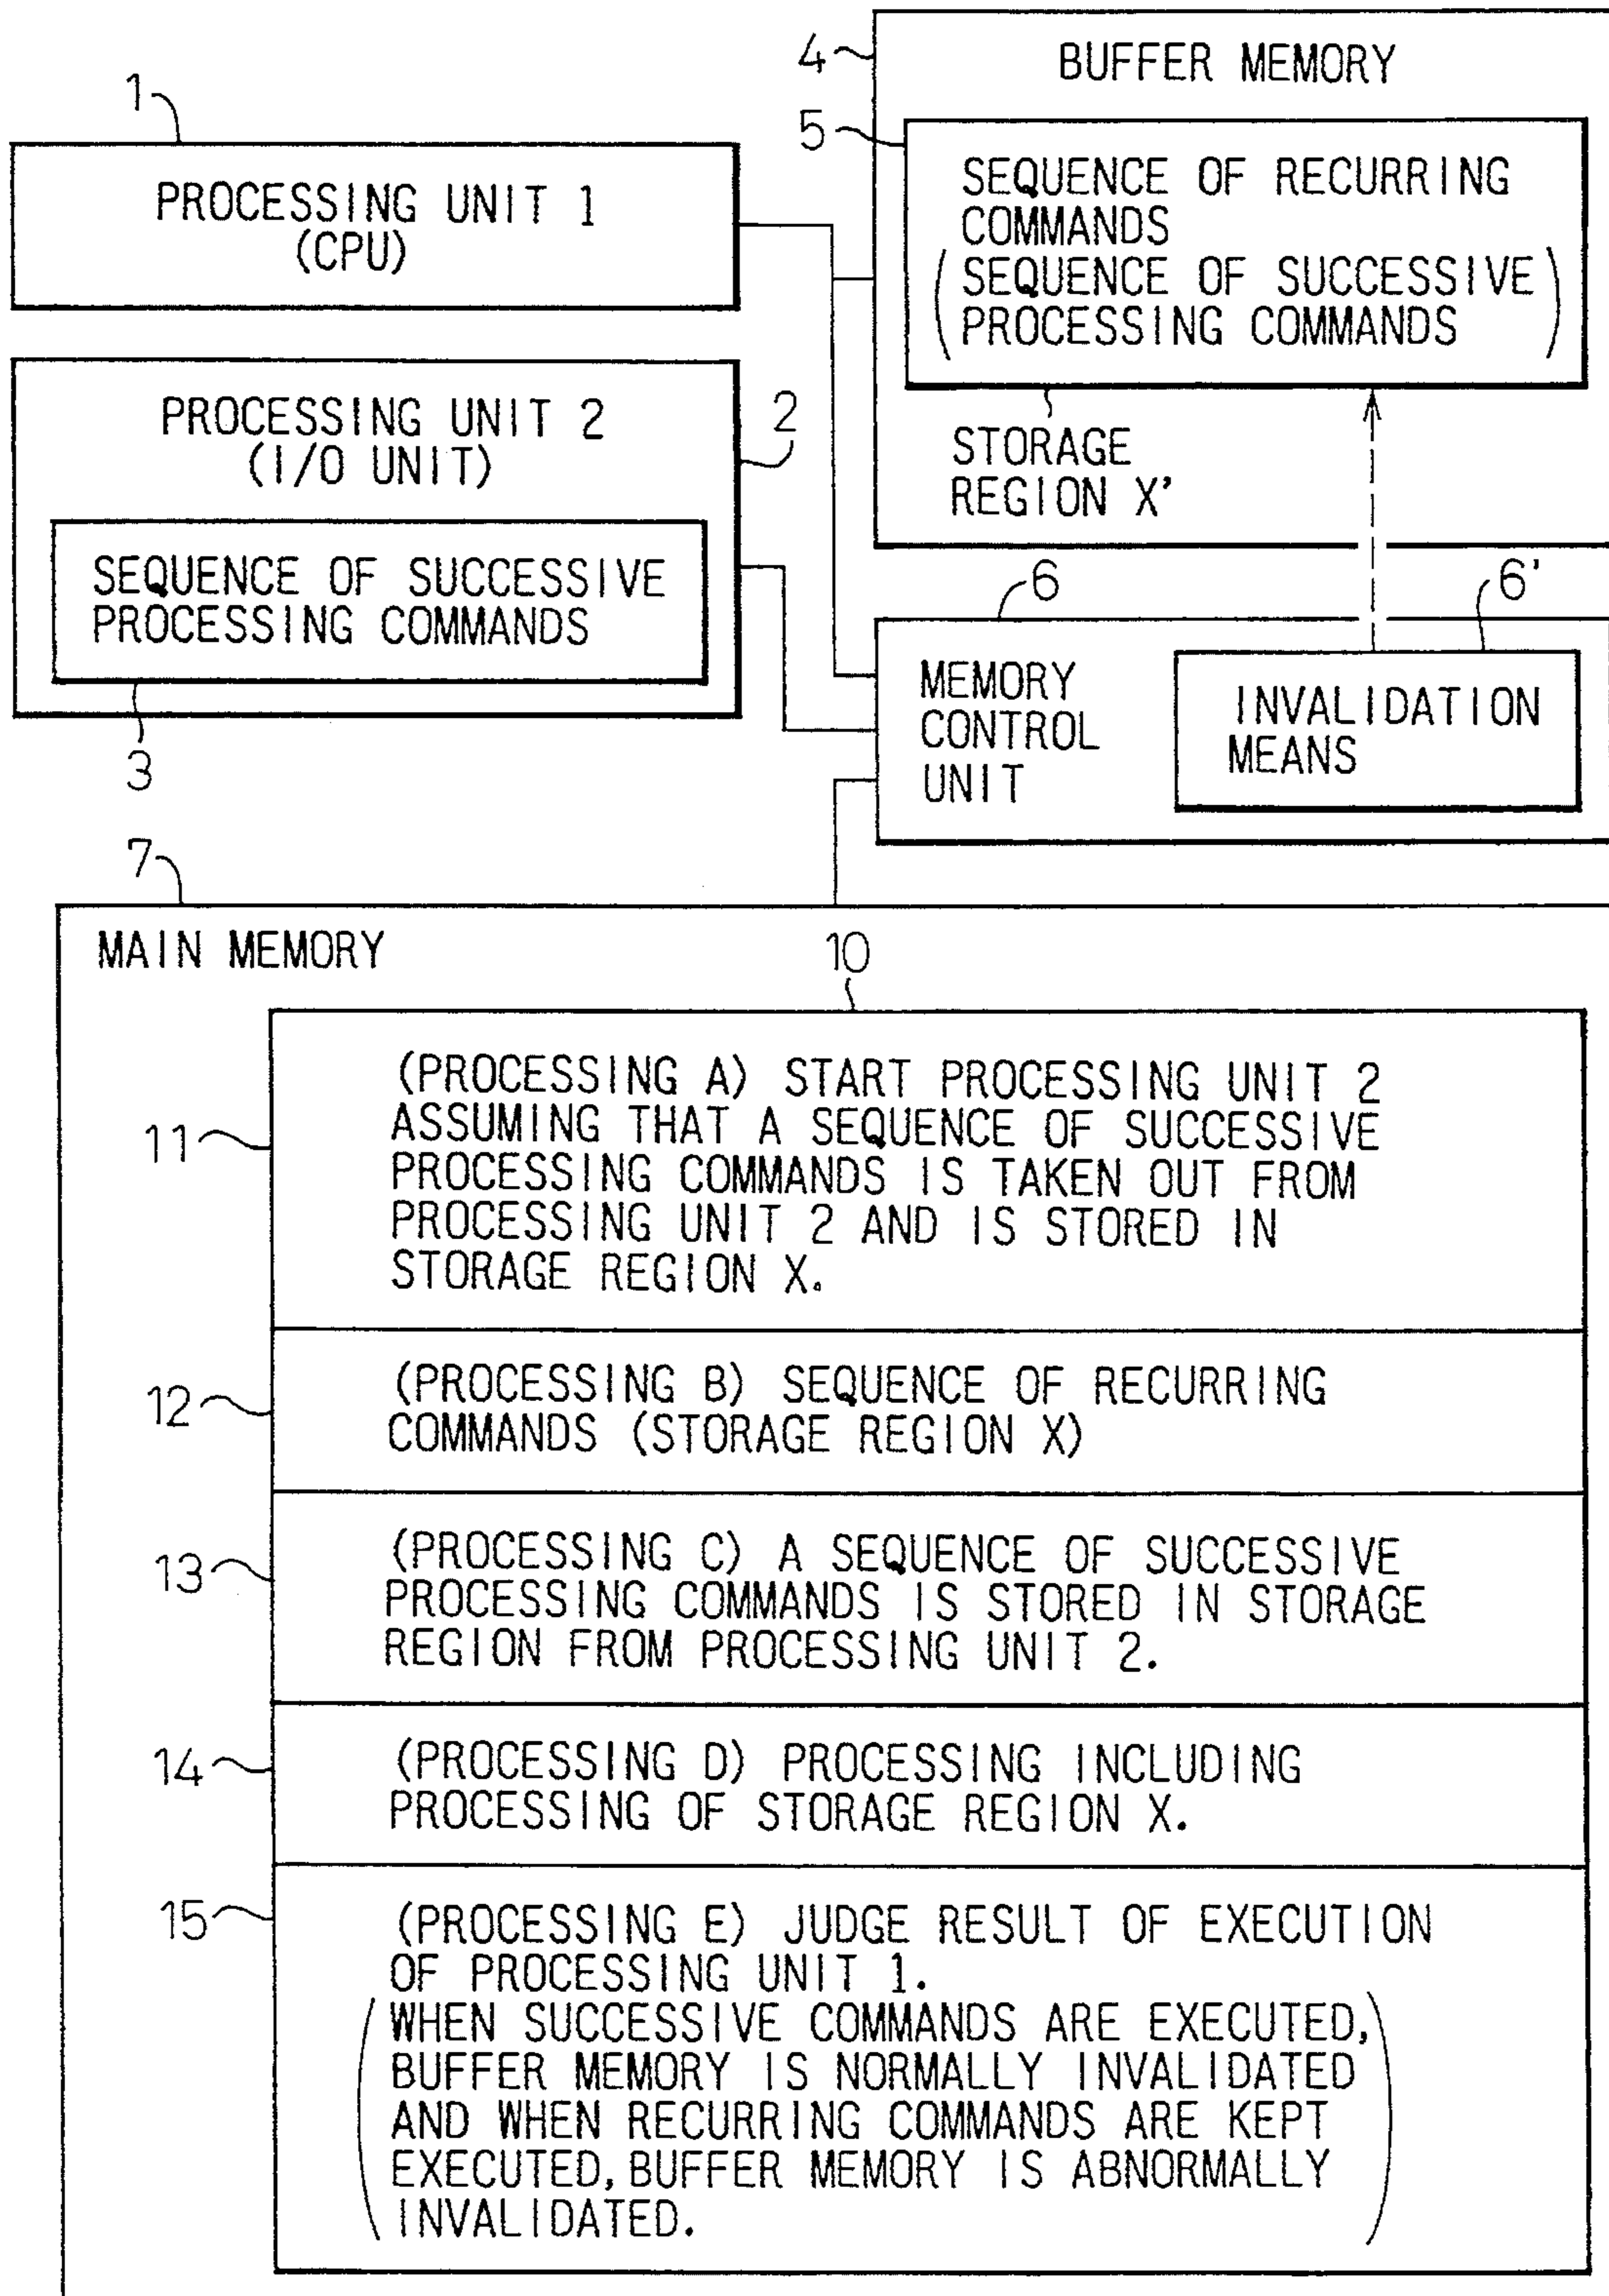 1
PROCESSING UNIT 1
(CPU)
PROCESSING UNIT 2
(I/O UNIT)
2
SEQUENCE OF SUCCESSIVE
PROCESSING COMMANDS
3
4
BUFFER MEMORY
5
SEQUENCE OF RECURRING
COMMANDS
(SEQUENCE OF SUCCESSIVE
PROCESSING COMMANDS)
STORAGE
REGION X'
6
6'
MEMORY
CONTROL
UNIT
INVALIDATION
MEANS
7
MAIN MEMORY
10
11
(PROCESSING A) START PROCESSING UNIT 2
ASSUMING THAT A SEQUENCE OF SUCCESSIVE
PROCESSING COMMANDS IS TAKEN OUT FROM
PROCESSING UNIT 2 AND IS STORED IN
STORAGE REGION X.
12
(PROCESSING B) SEQUENCE OF RECURRING
COMMANDS (STORAGE REGION X)
13
(PROCESSING C) A SEQUENCE OF SUCCESSIVE
PROCESSING COMMANDS IS STORED IN STORAGE
REGION FROM PROCESSING UNIT 2.
14
(PROCESSING D) PROCESSING INCLUDING
PROCESSING OF STORAGE REGION X.
15
(PROCESSING E) JUDGE RESULT OF EXECUTION
OF PROCESSING UNIT 1.
(WHEN SUCCESSIVE COMMANDS ARE EXECUTED,
BUFFER MEMORY IS NORMALLY INVALIDATED
AND WHEN RECURRING COMMANDS ARE KEPT
EXECUTED, BUFFER MEMORY IS ABNORMALLY
INVALIDATED.)